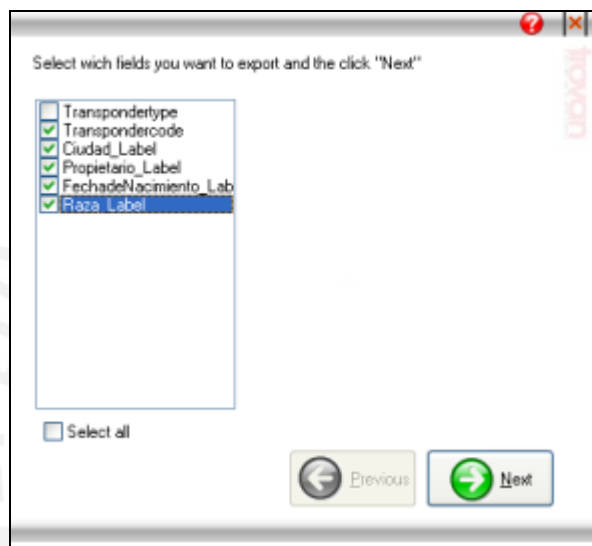 Select wich fields you want to export and the click "Next"
trovan
Transpondertype
Transpondercode
Ciudad_Label
Propietario_Label
FechadeNacimiento_Lab
Raza_Label
Select all
Previous
Next